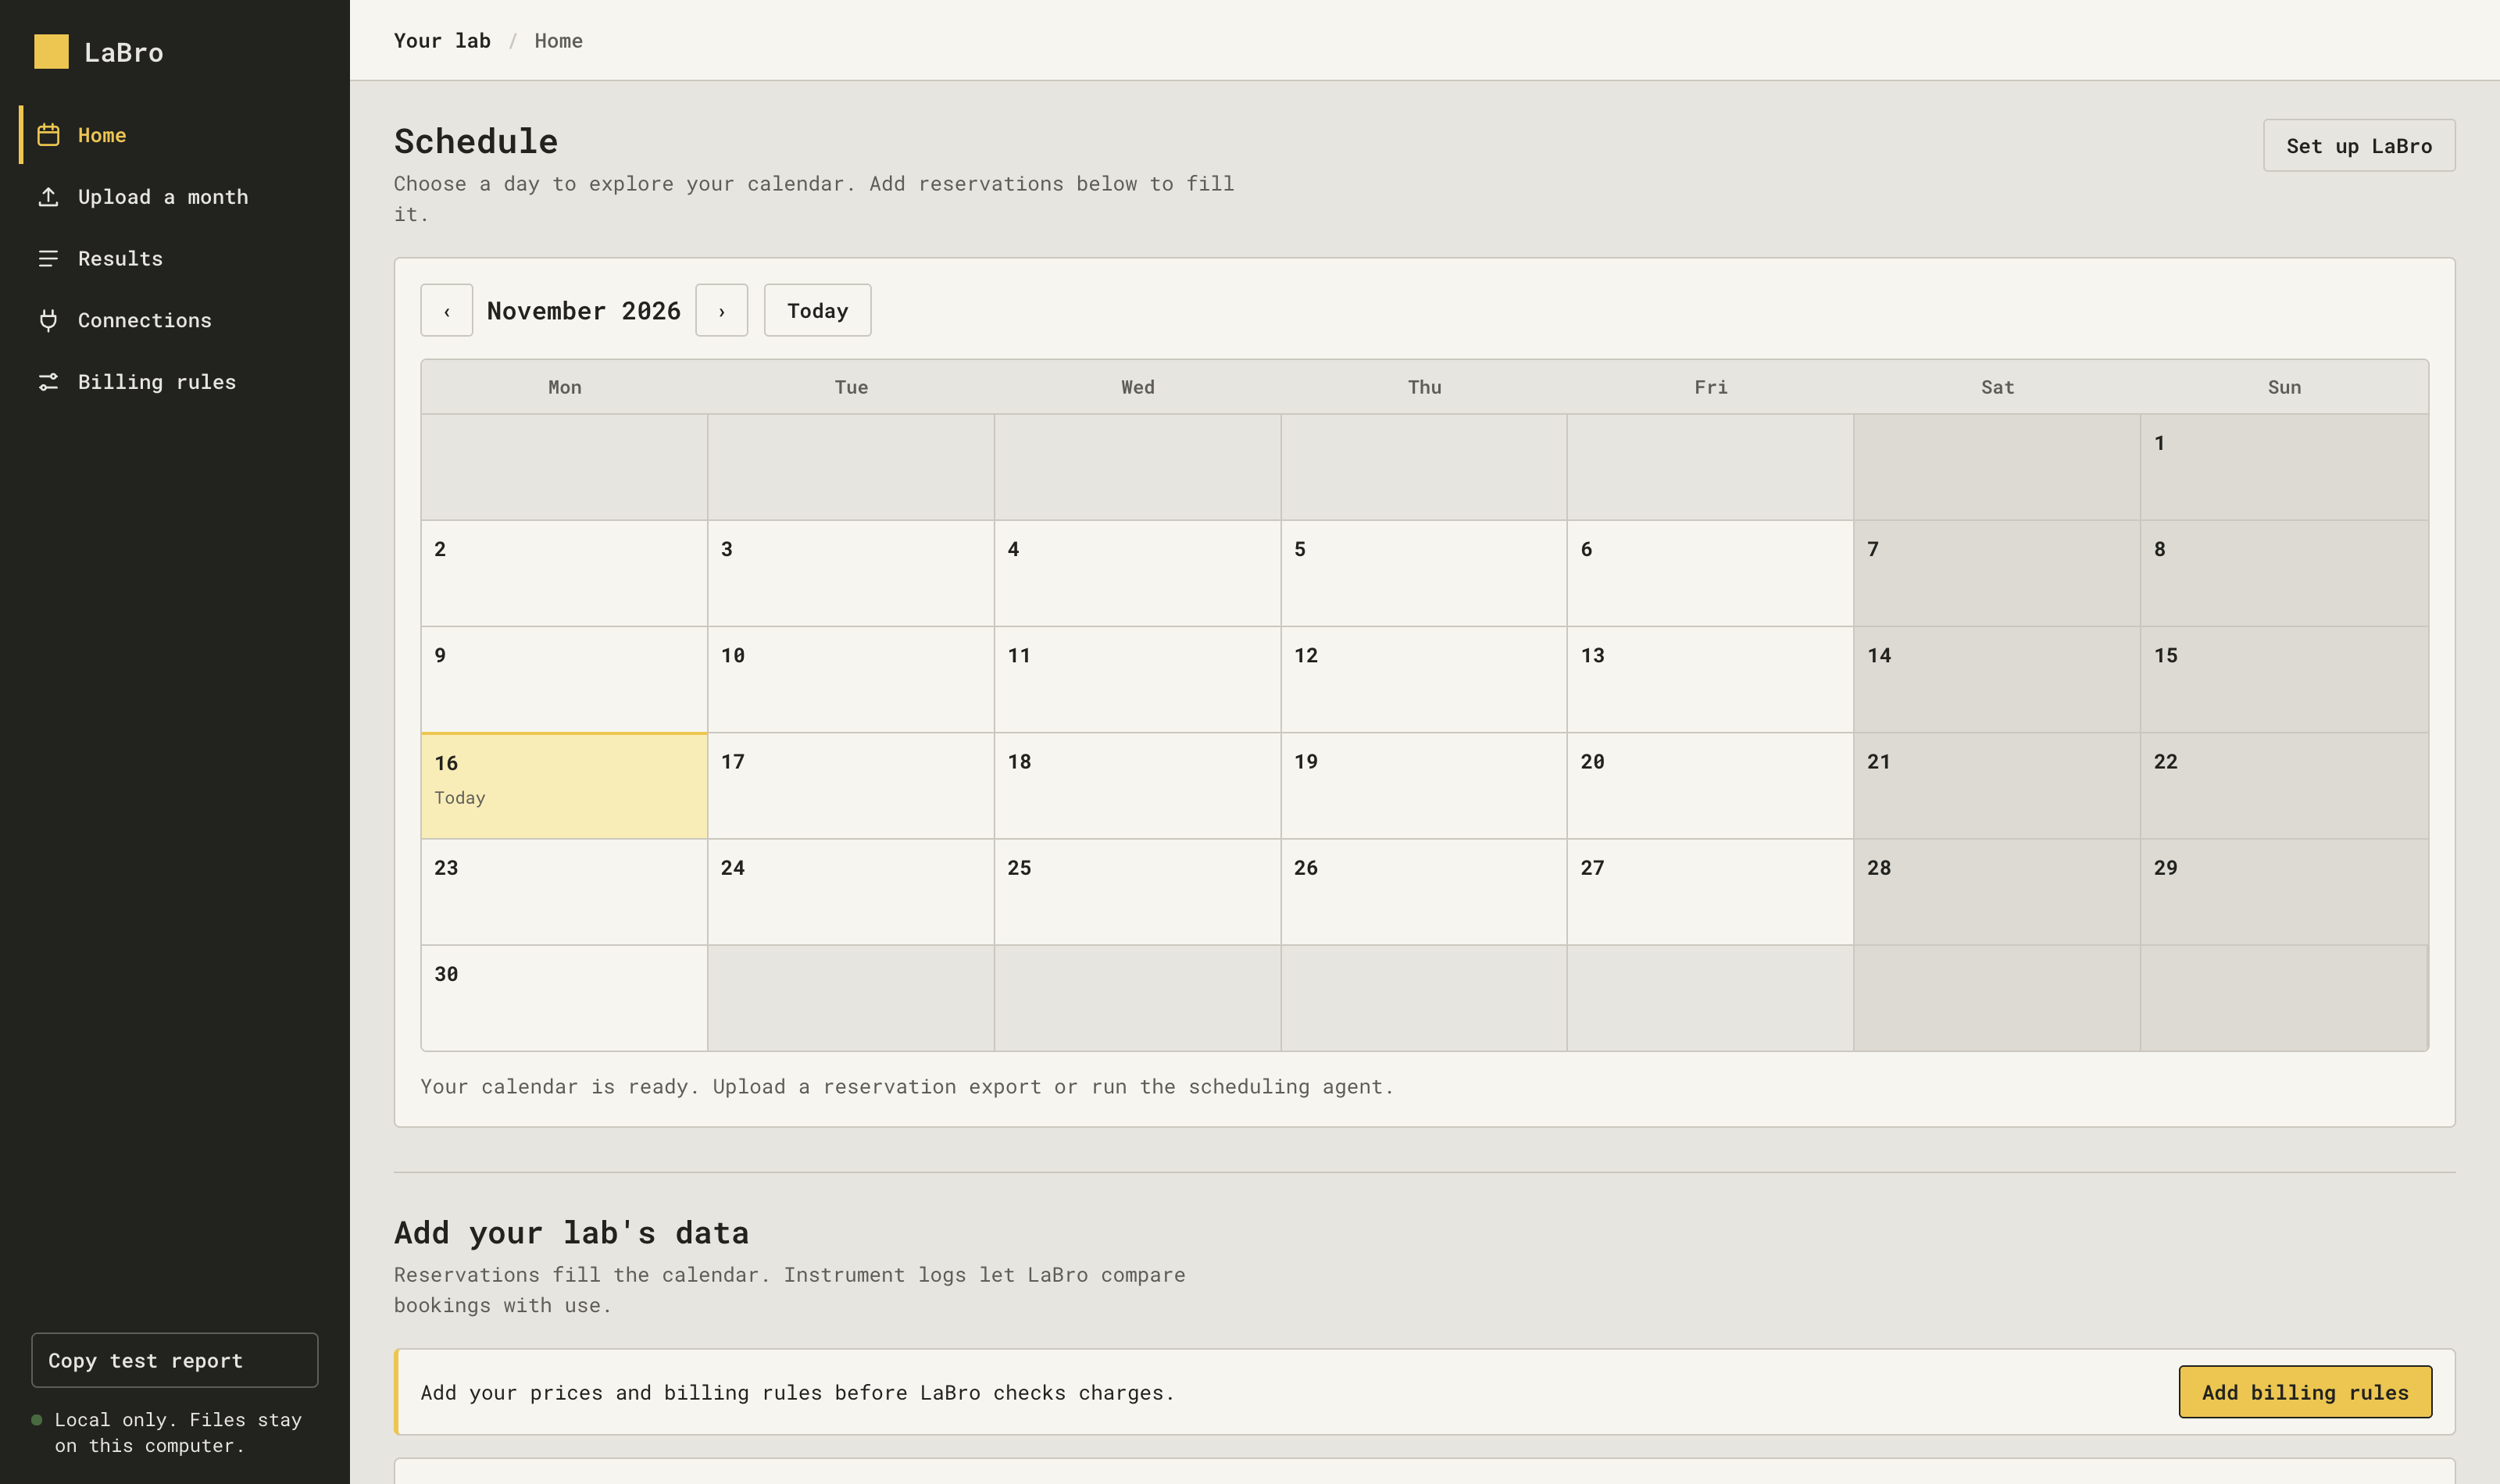 LaBro
Home
Upload a month
Results
Connections
Billing rules
Copy test report
Local only. Files stay
on this computer.
Your lab / Home
Schedule
Set up LaBro
Choose a day to explore your calendar. Add reservations below to fill
it.
‹ November 2026 › Today
Mon Tue Wed Thu Fri Sat Sun
1
2 3 4 5 6 7 8
9 10 11 12 13 14 15
16 17 18 19 20 21 22
Today
23 24 25 26 27 28 29
30
Your calendar is ready. Upload a reservation export or run the scheduling agent.
Add your lab's data
Reservations fill the calendar. Instrument logs let LaBro compare
bookings with use.
Add your prices and billing rules before LaBro checks charges.
Add billing rules